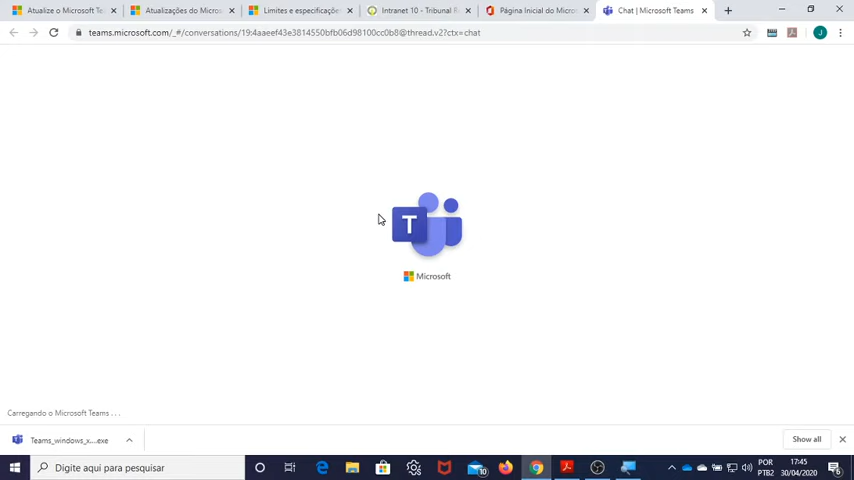 Atualize o Microsoft Te
Atualizações do Micros
Limites e especificaçõe
Intranet 10 - Tribunal R
Página Inicial do Micros
Chat | Microsoft Teams
teams.microsoft.com/_#/conversations/19:4aaeef43e3814550bfb06d98100cc0b8@thread.v2?ctx=chat
J
T
Microsoft
Carregando o Microsoft Teams . . .
Teams_windows_x....exe
Show all
Digite aqui para pesquisar
10
POR
PTB2
17:45
30/04/2020
6